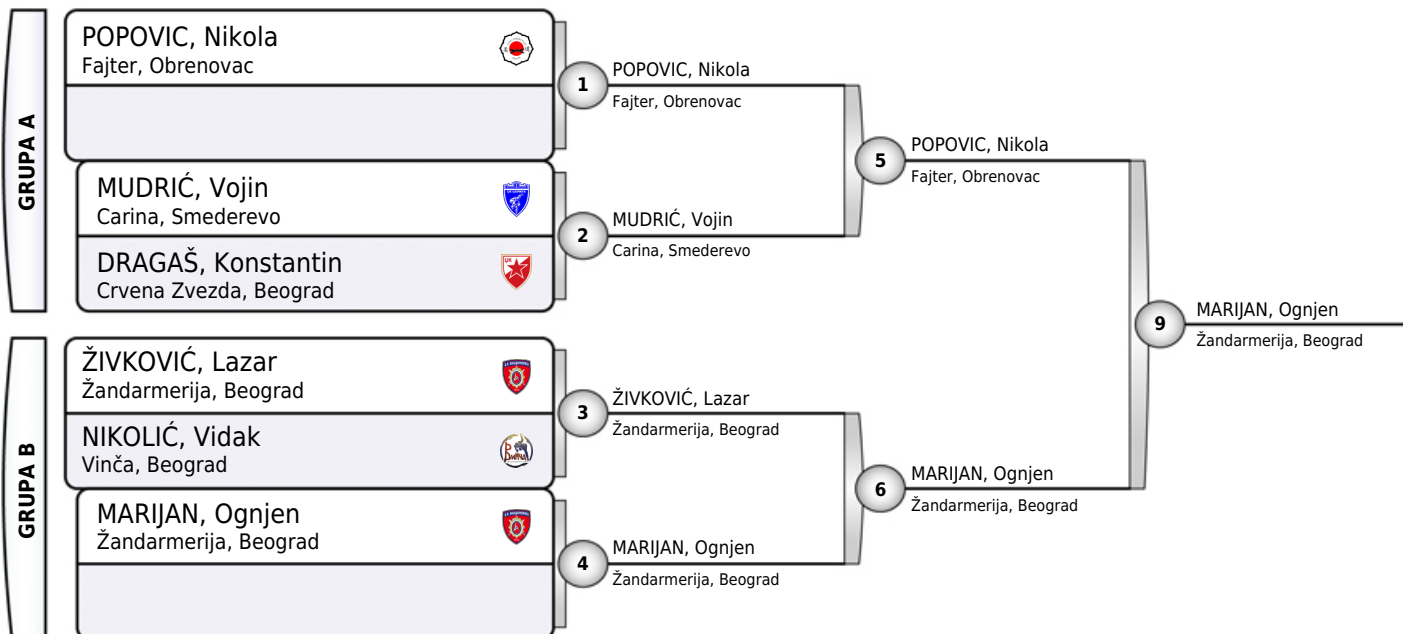 GRUPA A
POPOVIC, Nikola
Fajter, Obrenovac
MUDRIĆ, Vojin
Carina, Smederevo
DRAGAŠ, Konstantin
Crvena Zvezda, Beograd
GRUPA B
ŽIVKOVIĆ, Lazar
Žandarmerija, Beograd
NIKOLIĆ, Vidak
Vinča, Beograd
MARIJAN, Ognjen
Žandarmerija, Beograd
1
POPOVIC, Nikola
Fajter, Obrenovac
2
MUDRIĆ, Vojin
Carina, Smederevo
3
ŽIVKOVIĆ, Lazar
Žandarmerija, Beograd
4
MARIJAN, Ognjen
Žandarmerija, Beograd
5
POPOVIC, Nikola
Fajter, Obrenovac
6
MARIJAN, Ognjen
Žandarmerija, Beograd
9
MARIJAN, Ognjen
Žandarmerija, Beograd